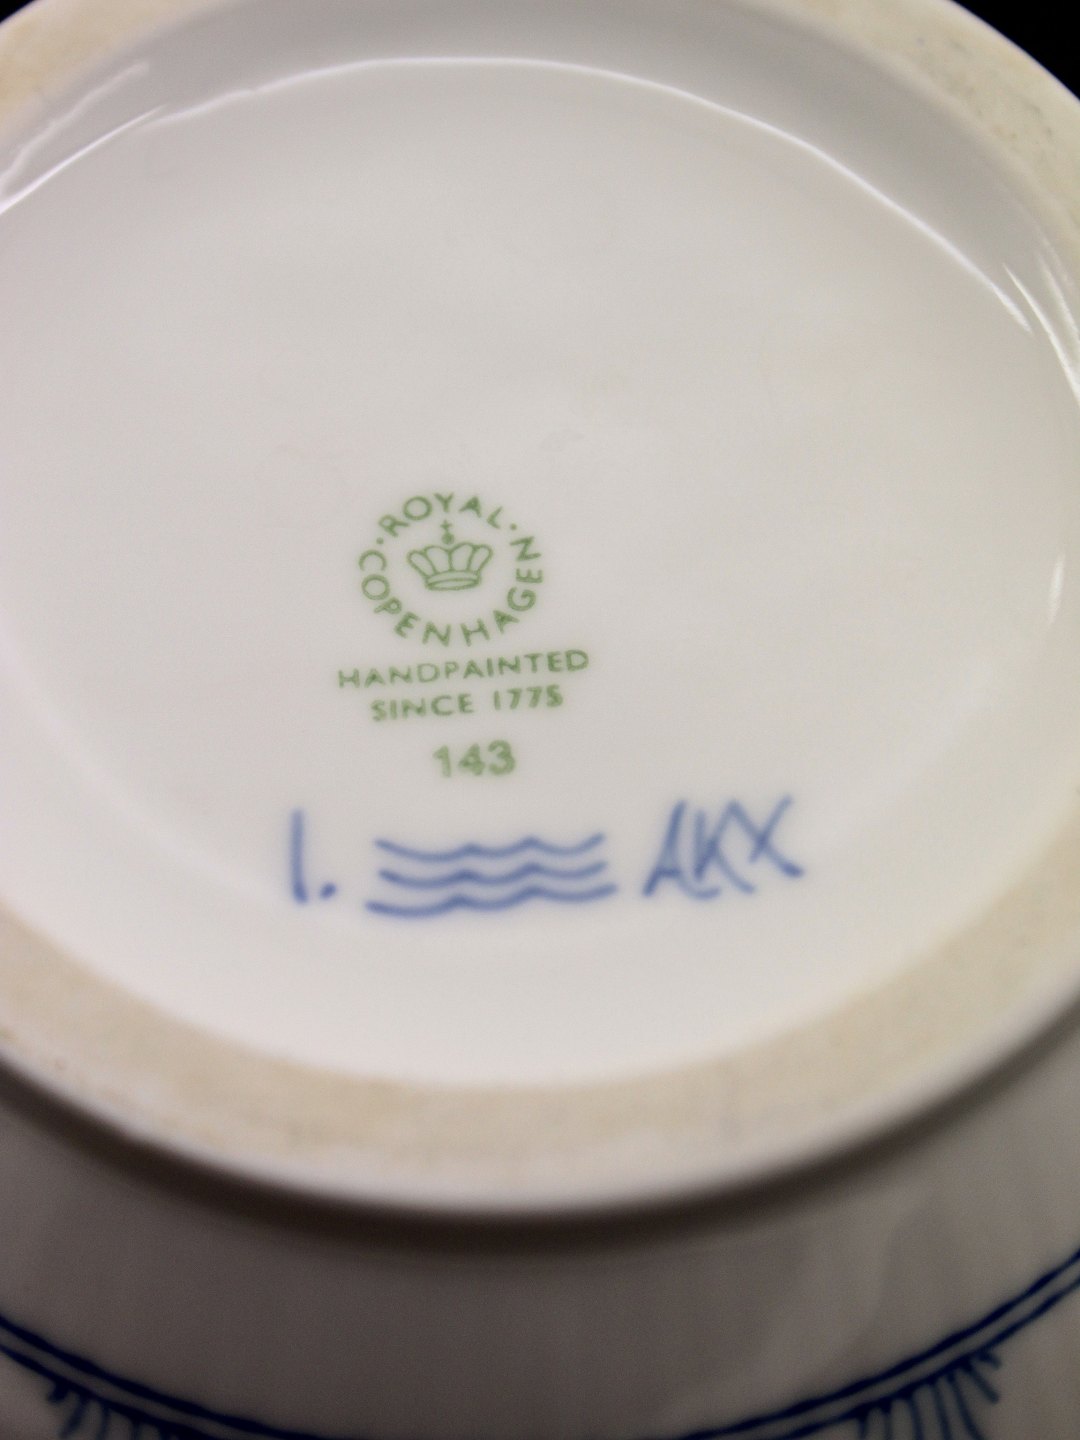 ROYAL · COPENHAGEN ·
HANDPAINTED
SINCE 1775
143
1. AKX